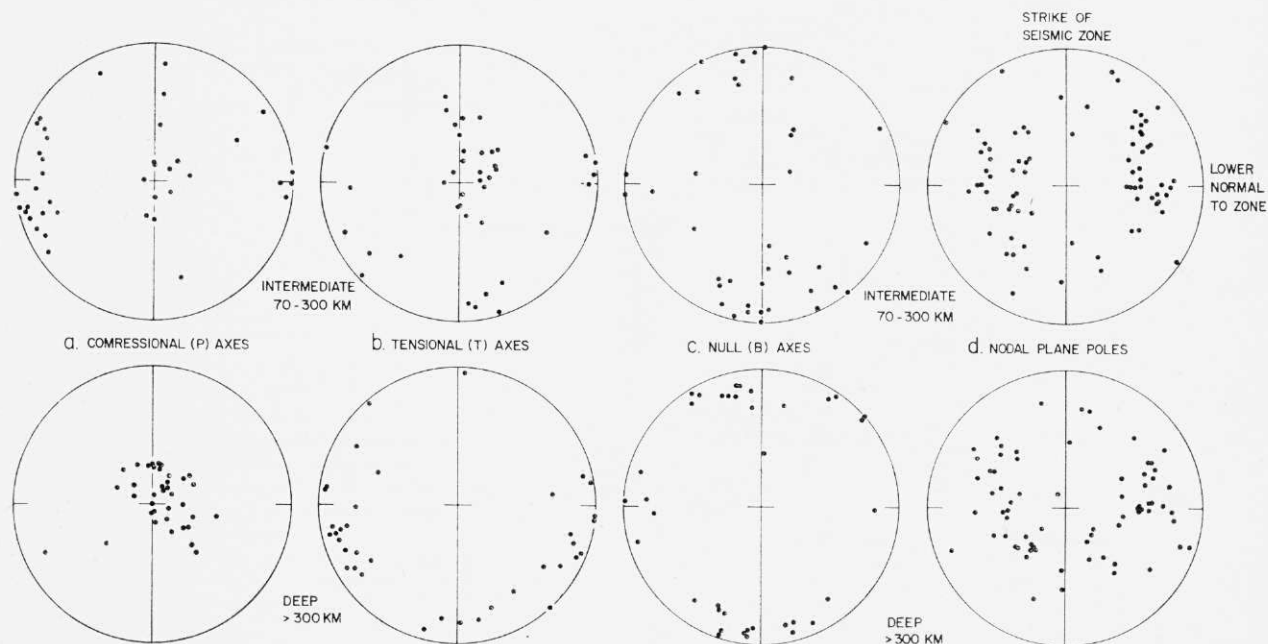 STRIKE OF
SEISMIC ZONE
LOWER
NORMAL
TO ZONE
INTERMEDIATE
70-300 KM
INTERMEDIATE
70-300 KM
a. COMRESSIONAL (P) AXES
b. TENSIONAL (T) AXES
c. NULL (B) AXES
d. NODAL PLANE POLES
DEEP
> 300 KM
DEEP
> 300 KM